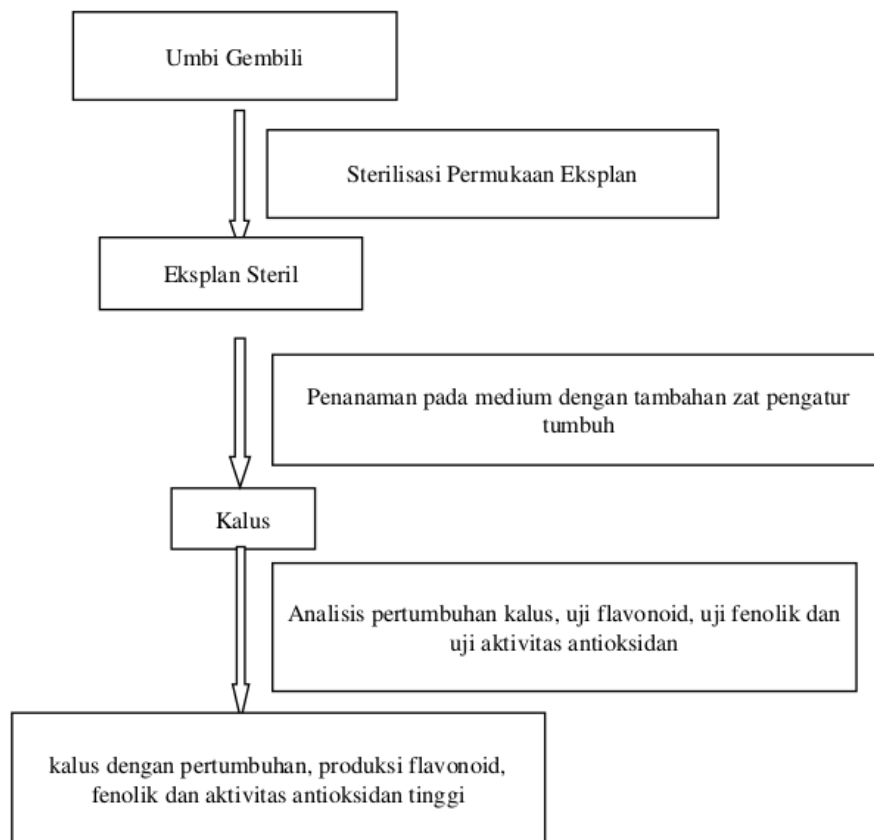 Umbi Gembili
Sterilisasi Permukaan Eksplan
Eksplan Steril
Penanaman pada medium dengan tambahan zat pengatur
tumbuh
Kalus
Analisis pertumbuhan kalus, uji flavonoid, uji fenolik dan
uji aktivitas antioksidan
kalus dengan pertumbuhan, produksi flavonoid,
fenolik dan aktivitas antioksidan tinggi